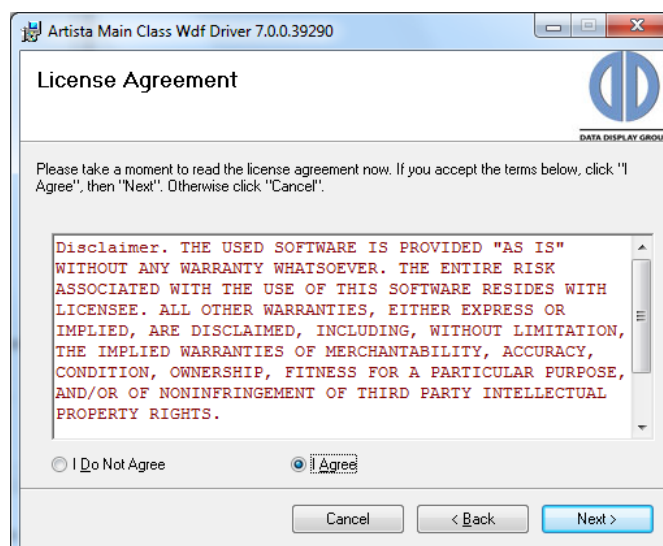 Artista Main Class Wdf Driver 7.0.0.39290
License Agreement
DATA DISPLAY GROU
Please take a moment to read the license agreement now. If you accept the terms below, click "I
Agree", then "Next". Otherwise click "Cancel".
Disclaimer. THE USED SOFTWARE IS PROVIDED "AS IS"
WITHOUT ANY WARRANTY WHATSOEVER. THE ENTIRE RISK
ASSOCIATED WITH THE USE OF THIS SOFTWARE RESIDES WITH
LICENSEE. ALL OTHER WARRANTIES, EITHER EXPRESS OR
IMPLIED, ARE DISCLAIMED, INCLUDING, WITHOUT LIMITATION,
THE IMPLIED WARRANTIES OF MERCHANTABILITY, ACCURACY,
CONDITION, OWNERSHIP, FITNESS FOR A PARTICULAR PURPOSE,
AND/OR OF NONINFRINGEMENT OF THIRD PARTY INTELLECTUAL
PROPERTY RIGHTS.
I Do Not Agree
I Agree
Cancel
< Back
Next >